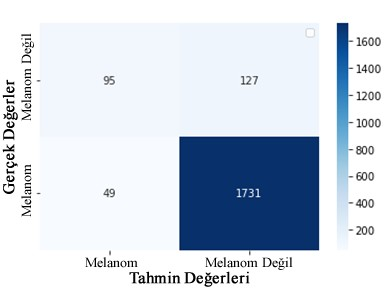 Gerçek Değerler
Melanom Değil
Melanom
95 127
49 1731
Melanom Melanom Değil
Tahmin Değerleri
1600
1400
1200
1000
800
600
400
200